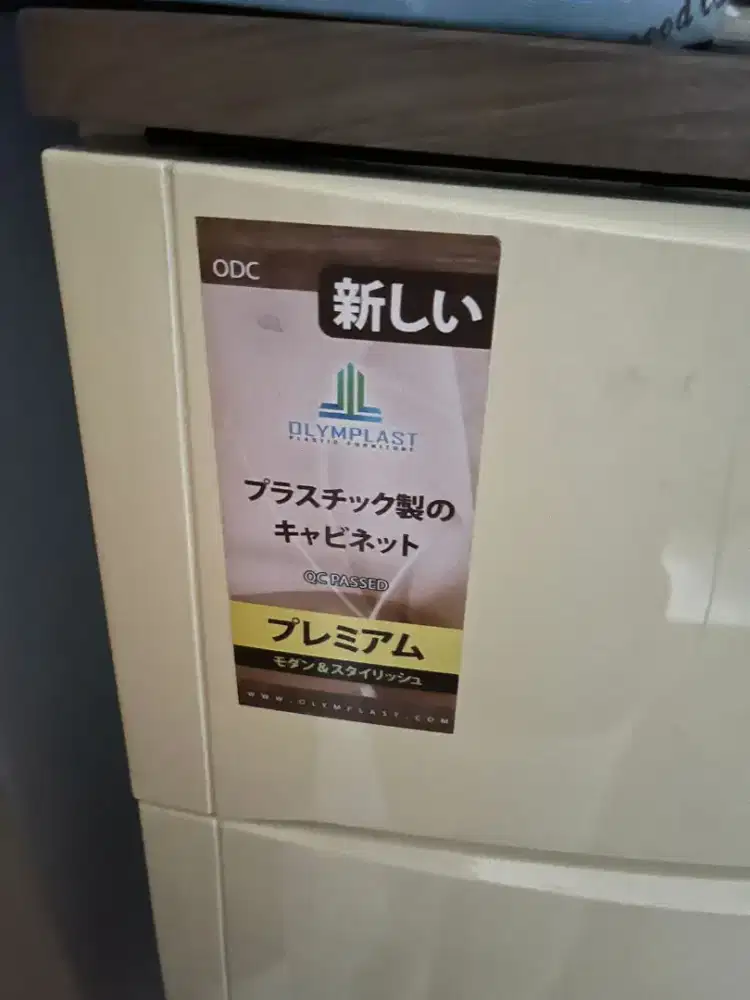 ODC
新しい
OLYMPLAST
PLASTIC FURNITURE
プラスチック製の
キャビネット
QC PASSED
プレミアム
モダン&スタイリッシュ
WWW.OLYMPLAST.COM